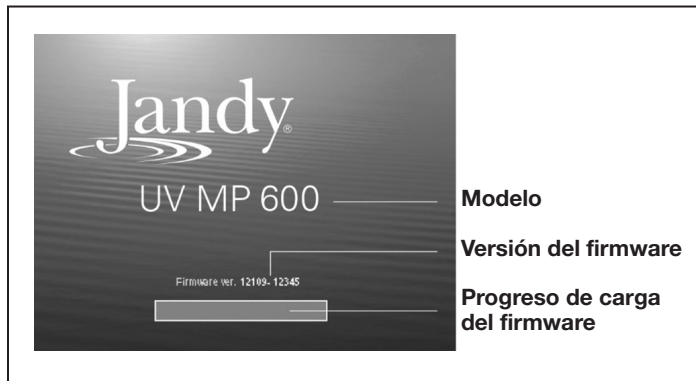 Jandy®
UV MP 600
Modelo
Versión del firmware
Firmware ver. 12109-12345
Progreso de carga
del firmware